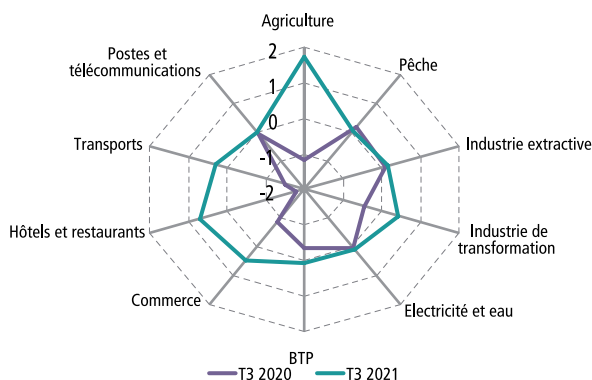 Agriculture
Postes et
télécommunications
Pêche
2
1
0
-1
-2
Transports
Industrie extractive
Hôtels et restaurants
Industrie de
transformation
Commerce
Electricité et eau
BTP
T3 2020
T3 2021